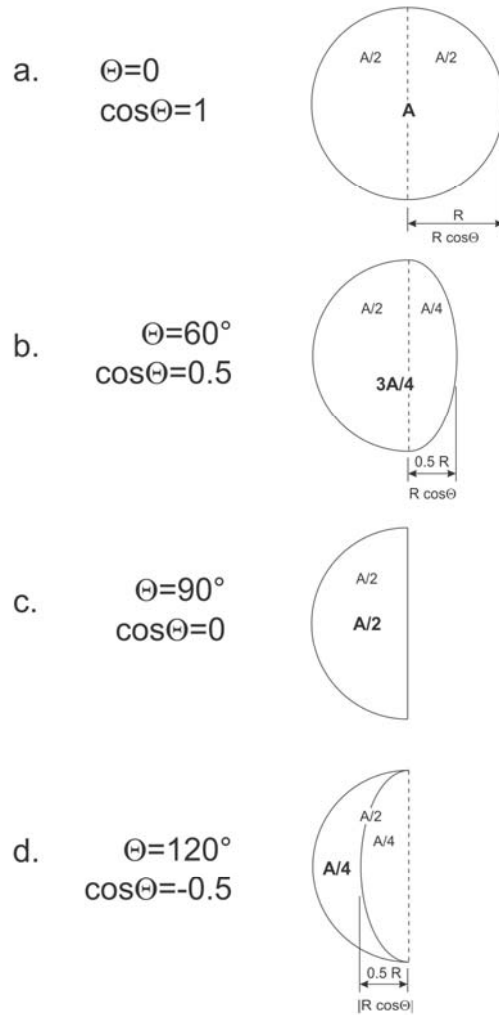 a.
Θ=0
cosΘ=1
A/2 A/2
A
R
R cosΘ
b.
Θ=60°
cosΘ=0.5
A/2 A/4
3A/4
0.5 R
R cosΘ
c.
Θ=90°
cosΘ=0
A/2
A/2
d.
Θ=120°
cosΘ=-0.5
A/2
A/4
A/4
0.5 R
|R cosΘ|